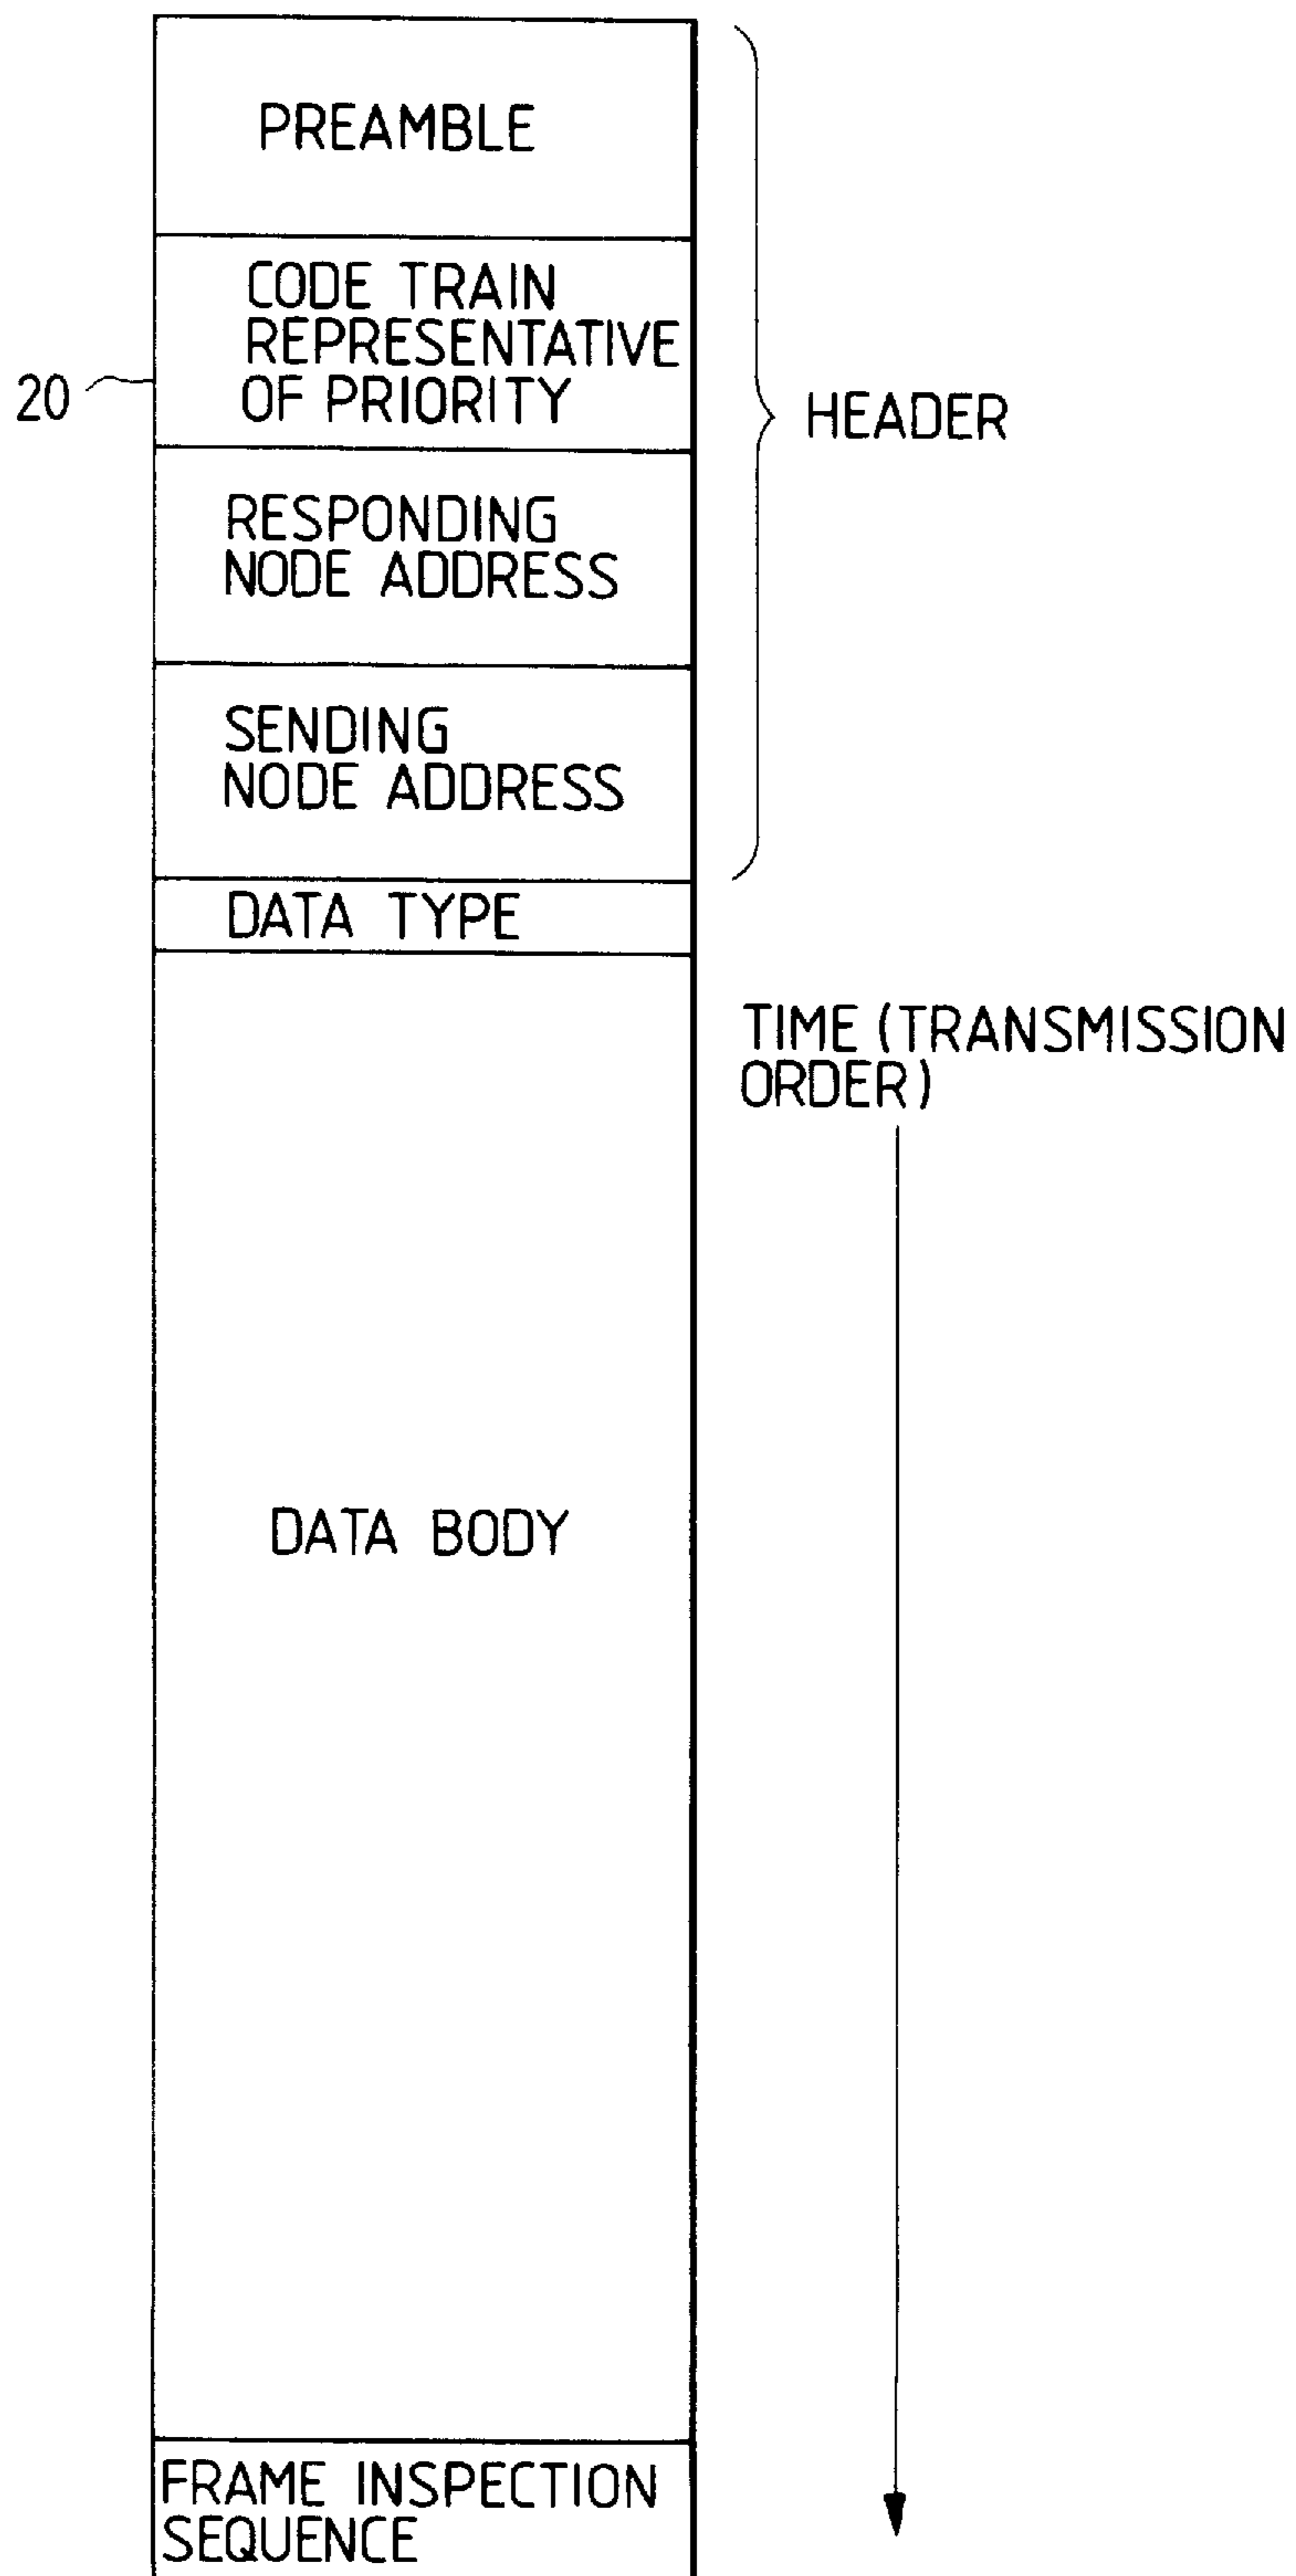 PREAMBLE
CODE TRAIN
REPRESENTATIVE
OF PRIORITY
20
HEADER
RESPONDING
NODE ADDRESS
SENDING
NODE ADDRESS
DATA TYPE
TIME (TRANSMISSION
ORDER)
DATA BODY
FRAME INSPECTION
SEQUENCE